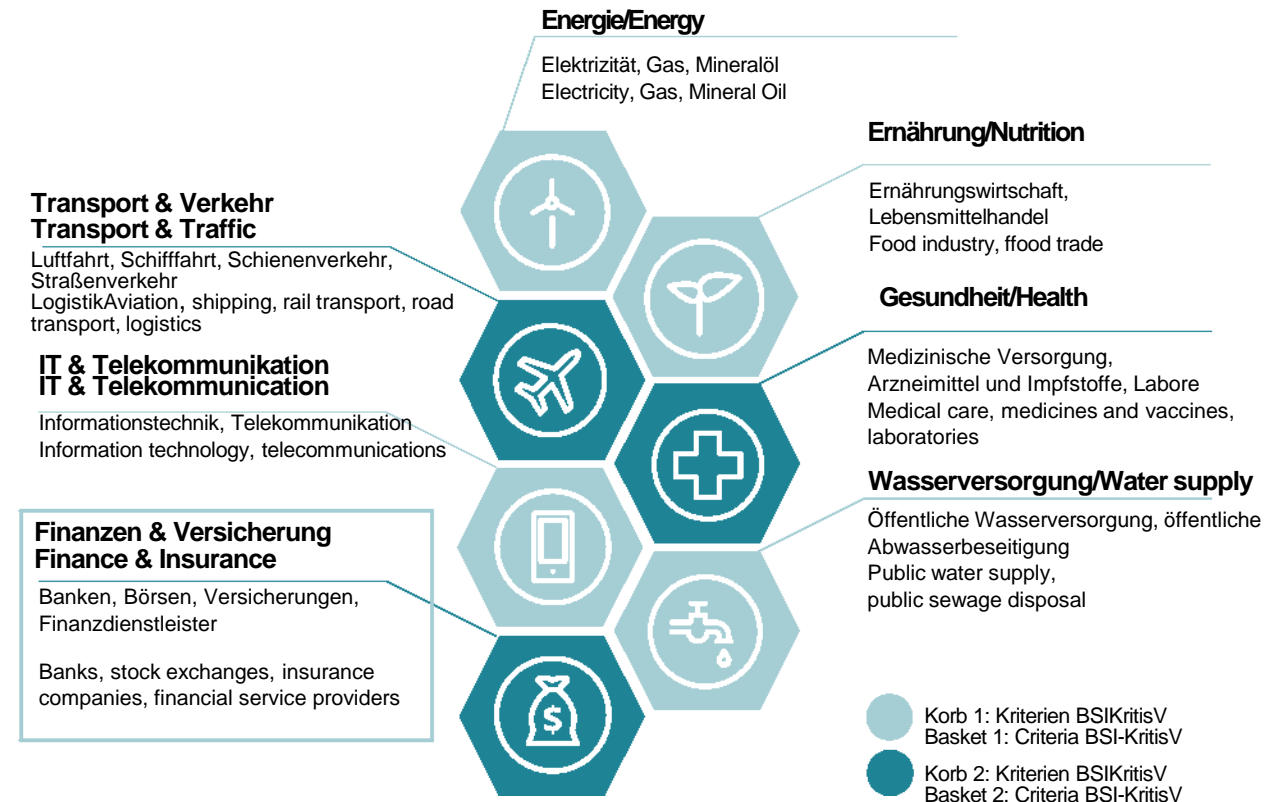 Energie/Energy
Elektrizität, Gas, Mineralöl
Electricity, Gas, Mineral Oil
Ernährung/Nutrition
Ernährungswirtschaft,
Lebensmittelhandel
Food industry, ffood trade
Transport & Verkehr
Transport & Traffic
Luftfahrt, Schifffahrt, Schienenverkehr,
Straßenverkehr
LogistikAviation, shipping, rail transport, road
transport, logistics
Gesundheit/Health
Medizinische Versorgung,
Arzneimittel und Impfstoffe, Labore
Medical care, medicines and vaccines,
laboratories
IT & Telekommunikation
IT & Telekommunication
Informationstechnik, Telekommunikation
Information technology, telecommunications
Wasserversorgung/Water supply
Öffentliche Wasserversorgung, öffentliche
Abwasserbeseitigung
Public water supply,
public sewage disposal
Finanzen & Versicherung
Finance & Insurance
Banken, Börsen, Versicherungen,
Finanzdienstleister
Banks, stock exchanges, insurance
companies, financial service providers
$
Korb 1: Kriterien BSIKritisV
Basket 1: Criteria BSI-KritisV
Korb 2: Kriterien BSIKritisV
Basket 2: Criteria BSI-KritisV